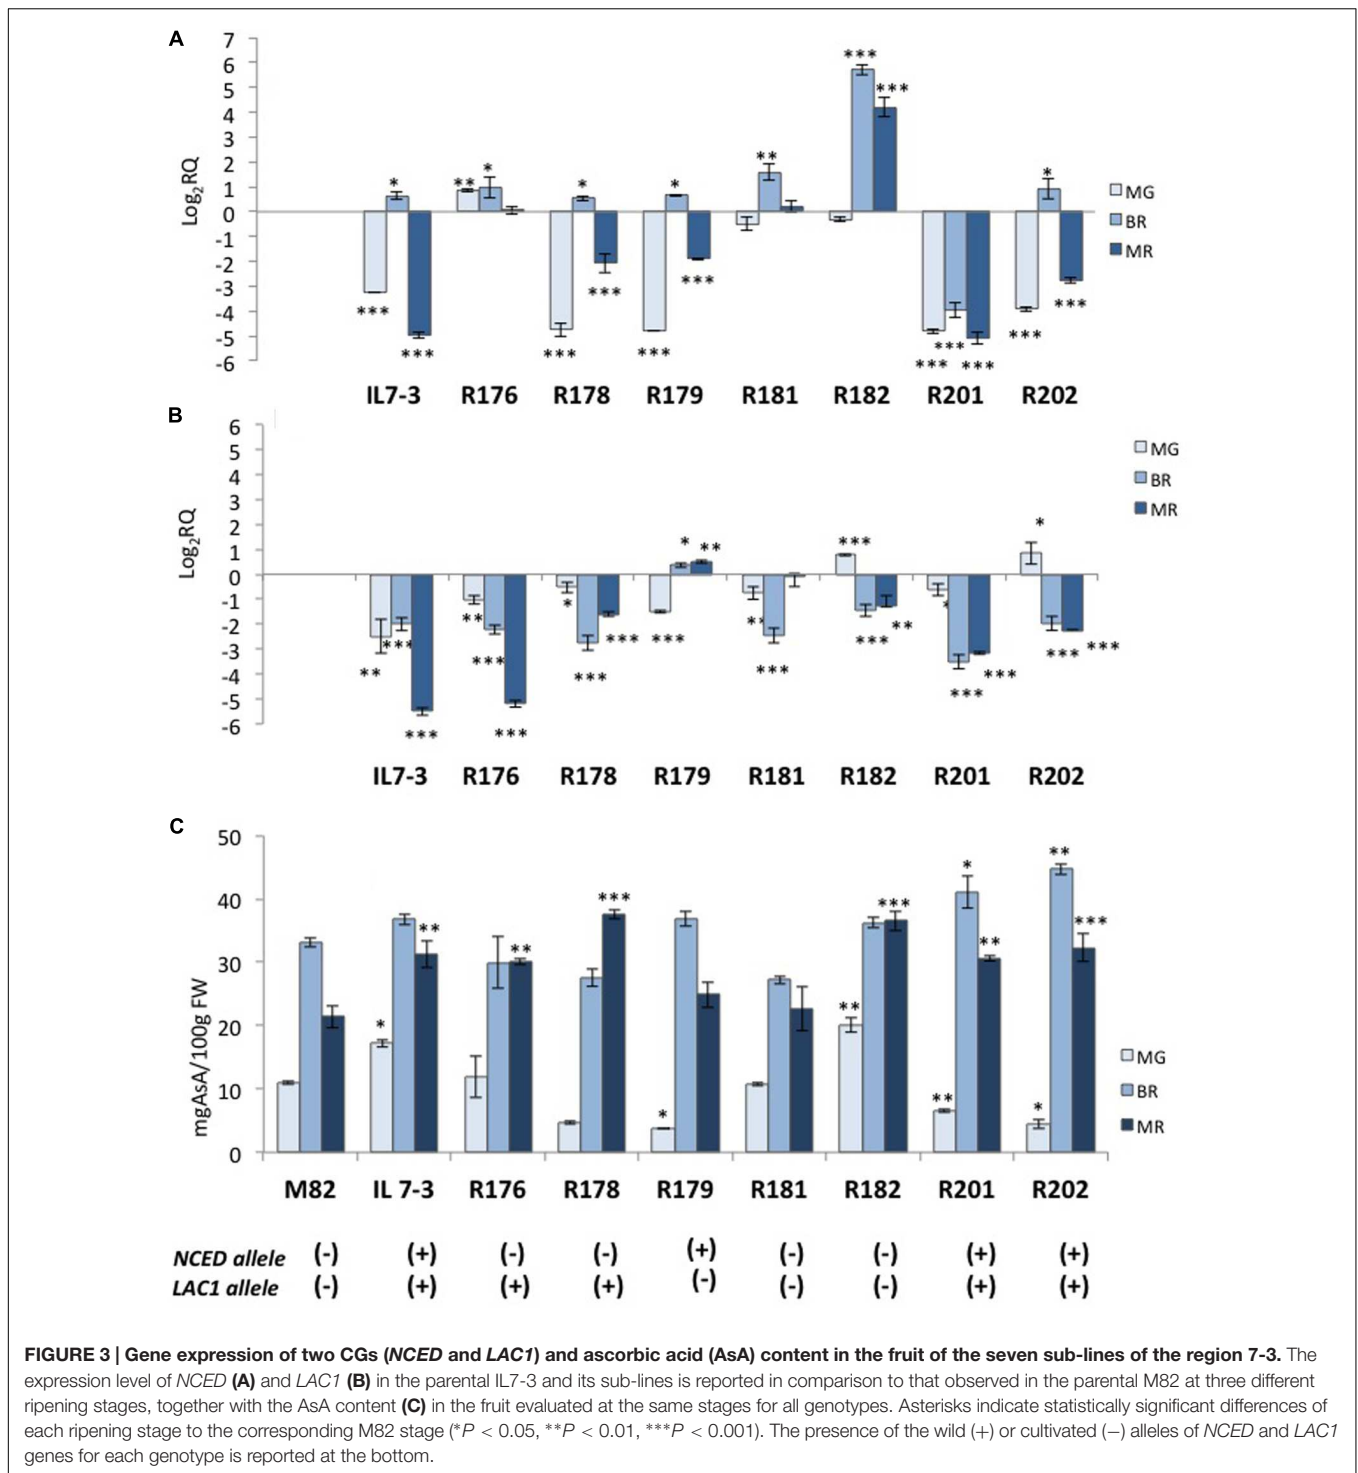 A
7
6
5
4
3
2
1
0
-1
-2
-3
-4
-5
-6
Log2RQ
*** * *** ** * *** * *** *** * *** ** *** *** *** *** *** *** * ***
MG
BR
MR
IL7-3 R176 R178 R179 R181 R182 R201 R202
B
6
5
4
3
2
1
0
-1
-2
-3
-4
-5
-6
Log2RQ
** *** *** ** *** *** * *** *** *** * ** ** *** *** *** ** * *** *** * *** ***
MG
BR
MR
IL7-3 R176 R178 R179 R181 R182 R201 R202
C
50
40
30
20
10
0
mgAsA/100g FW
* ** ** *** * ** *** ** * ** * ** ***
MG
BR
MR
M82 IL 7-3 R176 R178 R179 R181 R182 R201 R202
NCED allele (-) (+) (-) (-) (+) (-) (-) (+) (+)
LAC1 allele (-) (+) (+) (+) (-) (-) (-) (+) (+)
FIGURE 3 | Gene expression of two CGs (NCED and LAC1) and ascorbic acid (AsA) content in the fruit of the seven sub-lines of the region 7-3. The
expression level of NCED (A) and LAC1 (B) in the parental IL7-3 and its sub-lines is reported in comparison to that observed in the parental M82 at three different
ripening stages, together with the AsA content (C) in the fruit evaluated at the same stages for all genotypes. Asterisks indicate statistically significant differences of
each ripening stage to the corresponding M82 stage (*P < 0.05, **P < 0.01, ***P < 0.001). The presence of the wild (+) or cultivated (−) alleles of NCED and LAC1
genes for each genotype is reported at the bottom.